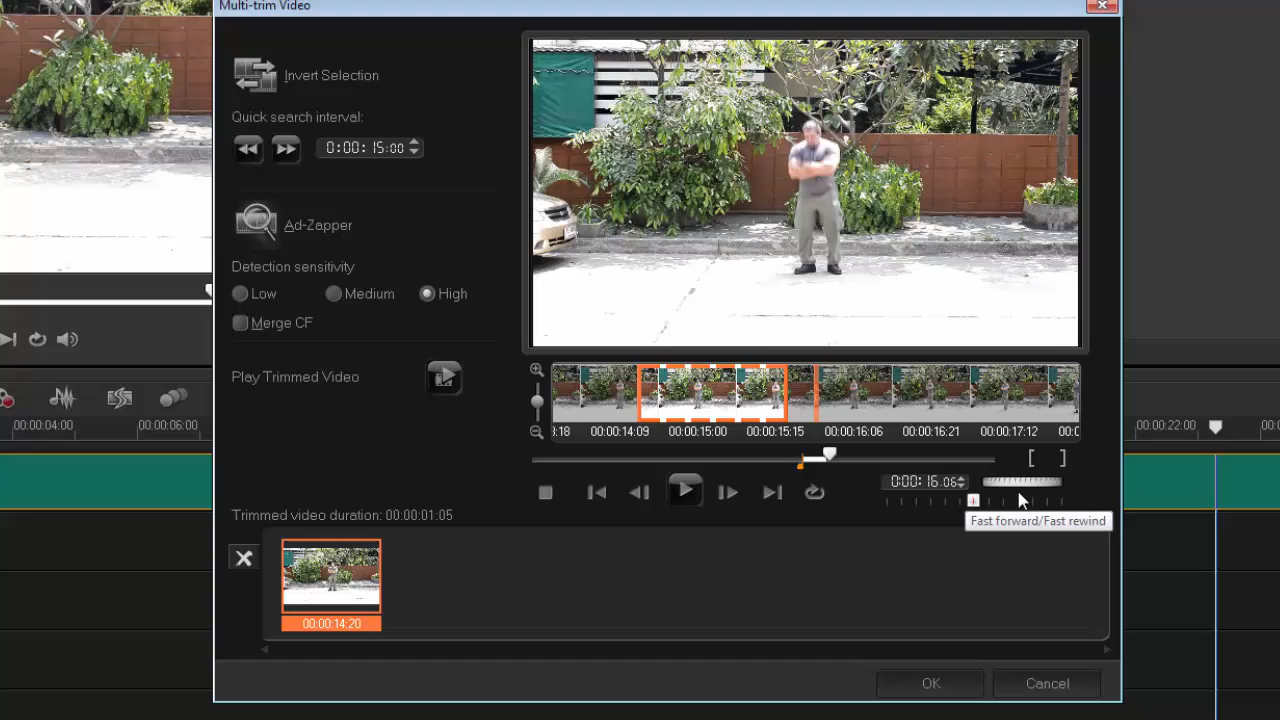 Multi-trim Video
Invert Selection
Quick search interval:
0:00: 15:00
Ad-Zapper
Detection sensitivity
Low
Medium
High
Merge CF
Play Trimmed Video
:18
00:00:14:09
00:00:15:00
00:00:15:15
00:00:16:06
00:00:16:21
00:00:17:12
00:0
[ ]
0:00: 16.06
Fast forward/Fast rewind
Trimmed video duration: 00:00:01:05
00:00:14:20
OK
Cancel
00:00:04:00
00:00:06:00
00:00:22:00